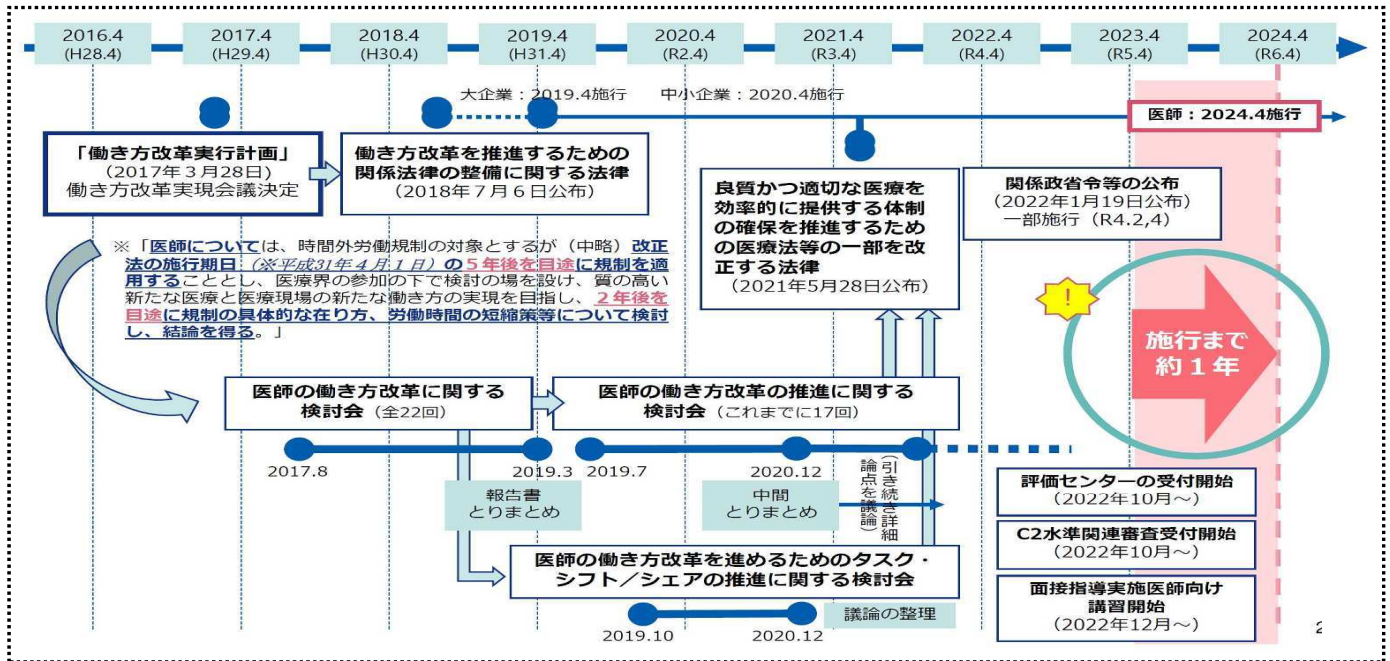 2016.4
(H28.4)
2017.4
(H29.4)
2018.4
(H30.4)
2019.4
(H31.4)
2020.4
(R2.4)
2021.4
(R3.4)
2022.4
(R4.4)
2023.4
(R5.4)
2024.4
(R6.4)
大企業：2019.4施行
中小企業：2020.4施行
医師：2024.4施行
「働き方改革実行計画」
(2017年３月28日)
働き方改革実現会議決定
働き方改革を推進するための
関係法律の整備に関する法律
（2018年７月６日公布）
良質かつ適切な医療を
効率的に提供する体制
の確保を推進するため
の医療法等の一部を改
正する法律
（2021年5月28日公布）
関係政省令等の公布
（2022年1月19日公布）
一部施行（R4.2,4）
※「医師については、時間外労働規制の対象とするが（中略）改正
法の施行期日（※平成31年４月１日）の５年後を目途に規制を適
用することとし、医療界の参加の下で検討の場を設け、質の高い
新たな医療と医療現場の新たな働き方の実現を目指し、２年後を
目途に規制の具体的な在り方、労働時間の短縮策等について検討
し、結論を得る。」
!
施行まで
約１年
医師の働き方改革に関する
検討会（全22回）
医師の働き方改革の推進に関する
検討会（これまでに17回）
2017.8
2019.3
2019.7
2020.12
報告書
とりまとめ
中間
とりまとめ
（引き続き詳細
論点を議論）
医師の働き方改革を進めるためのタスク・
シフト／シェアの推進に関する検討会
2019.10
2020.12
議論の整理
評価センターの受付開始
（2022年10月～）
C2水準関連審査受付開始
（2022年10月～）
面接指導実施医師向け
講習開始
（2022年12月～）
2